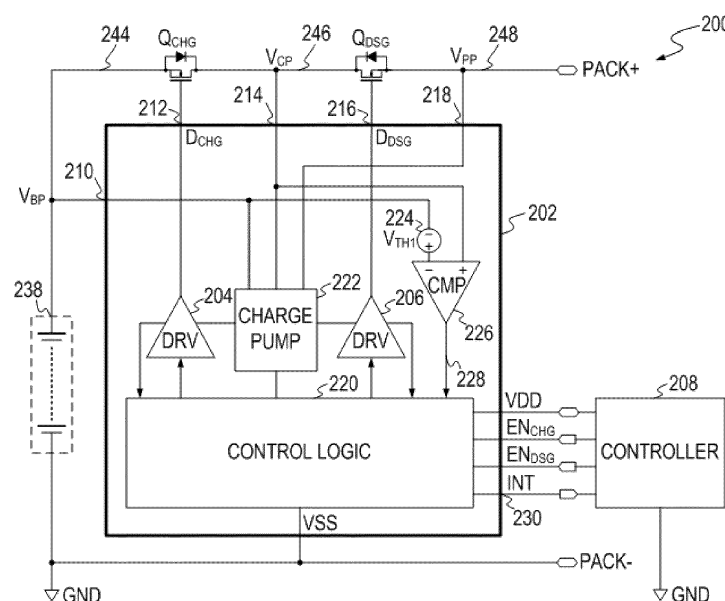 200
244
QCHG
VCP
246
QDSG
VPP
248
PACK+
212
214
216
218
DCHG
DDSG
210
VBP
202
224
VTH1
- +
- +
CMP
226
238
204
DRV
222
CHARGE
PUMP
206
DRV
228
220
CONTROL LOGIC
VDD
ENCHG
ENDSG
INT
230
208
CONTROLLER
VSS
PACK-
GND
GND